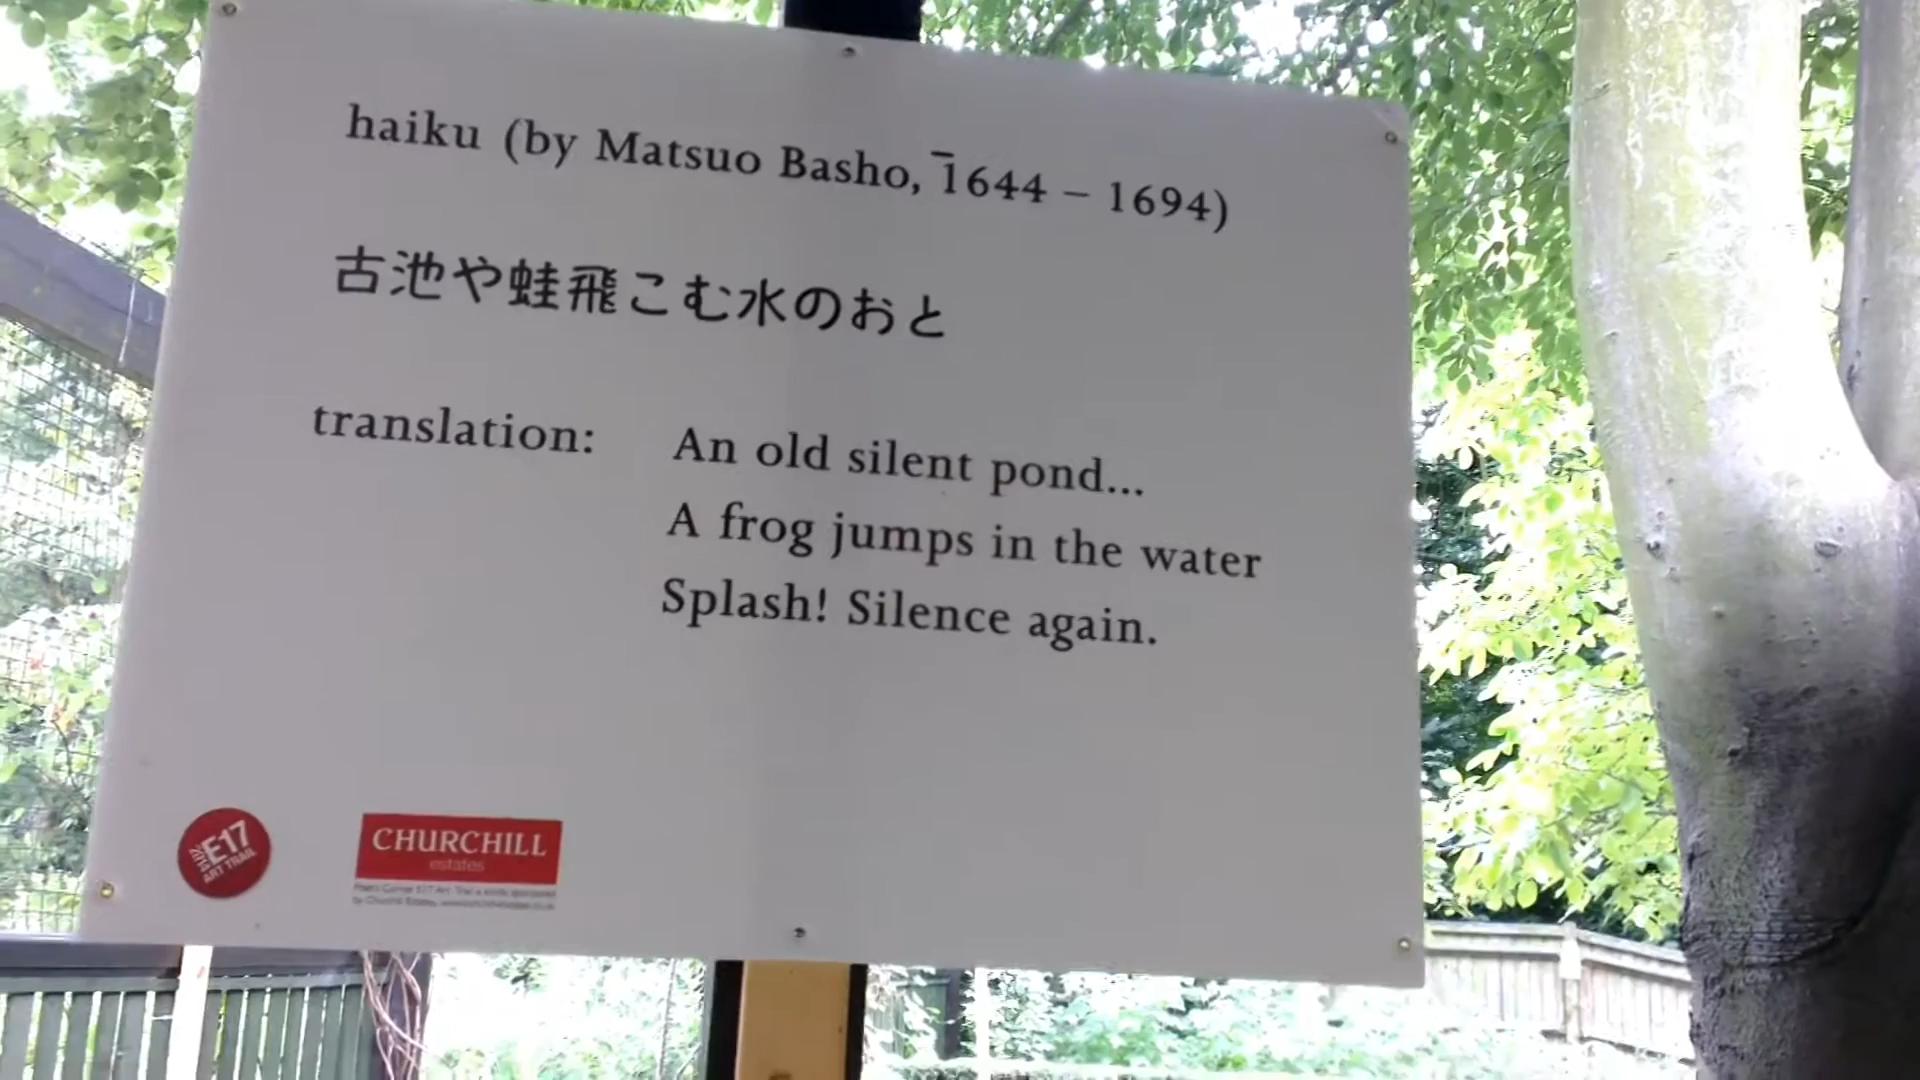 haiku (by Matsuo Basho, 1644 – 1694)
古池や蛙飛こむ水のおと
translation: An old silent pond...
A frog jumps in the water
Splash! Silence again.
E17
ART TRAIL
CHURCHILL
estates